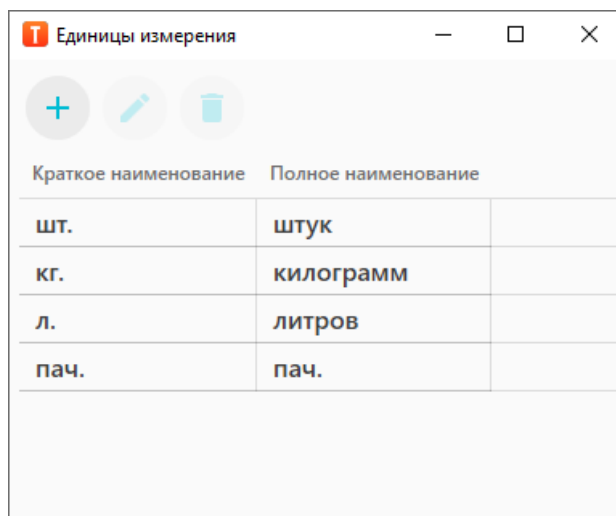 T Единицы измерения
Краткое наименование Полное наименование
шт. штук
кг. килограмм
л. литров
пач. пач.